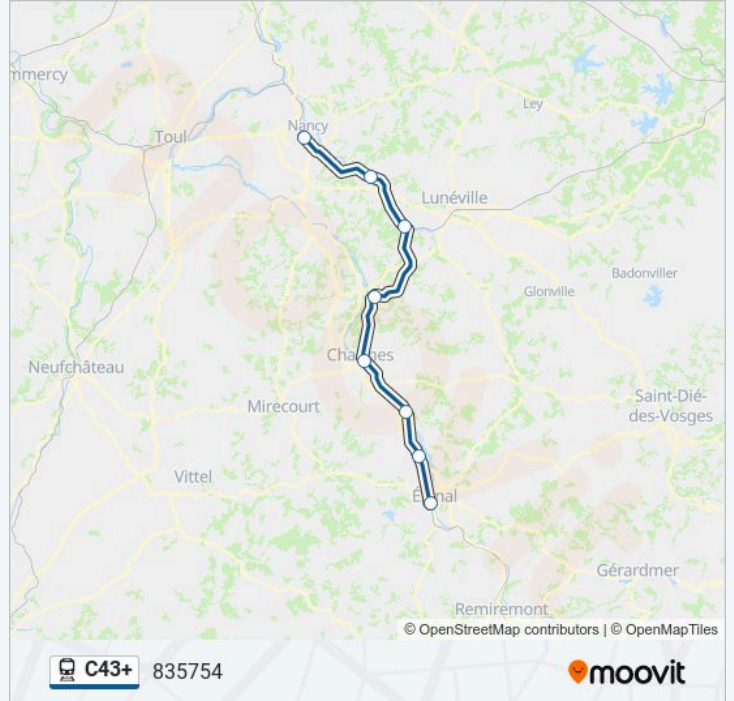 mmercy
Ley
Nancy
Toul
Lunéville
Badonviller
Glonville
Neufchâteau
Mirecourt
Saint-Dié-
des-Vosges
Vittel
Gérardmer
Remiremont
© OpenStreetMap contributors | © OpenMapTiles
C43+ 835754
moovit